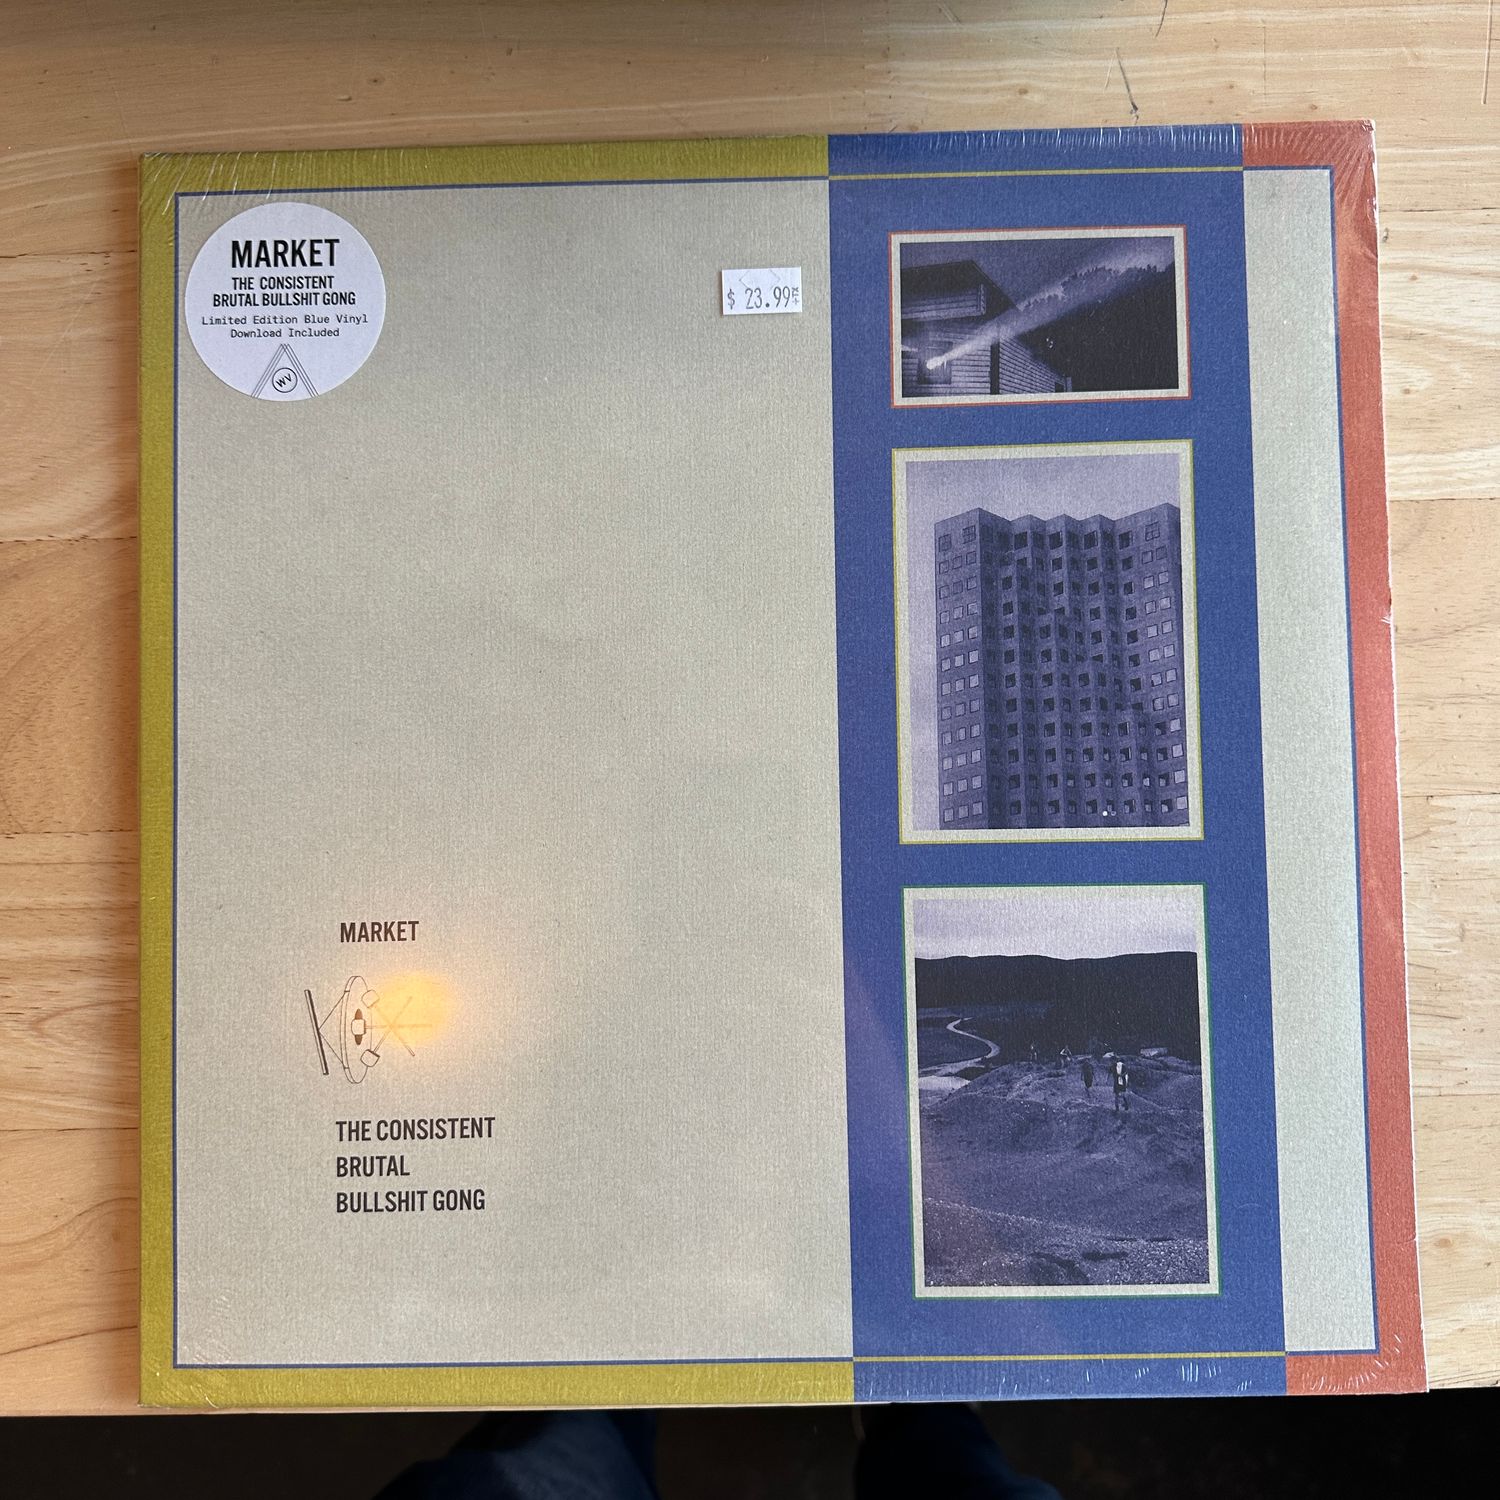 MARKET
THE CONSISTENT
BRUTAL BULLSHIT GONG
Limited Edition Blue Vinyl
Download Included
WV
$ 23.99
MARKET
THE CONSISTENT
BRUTAL
BULLSHIT GONG